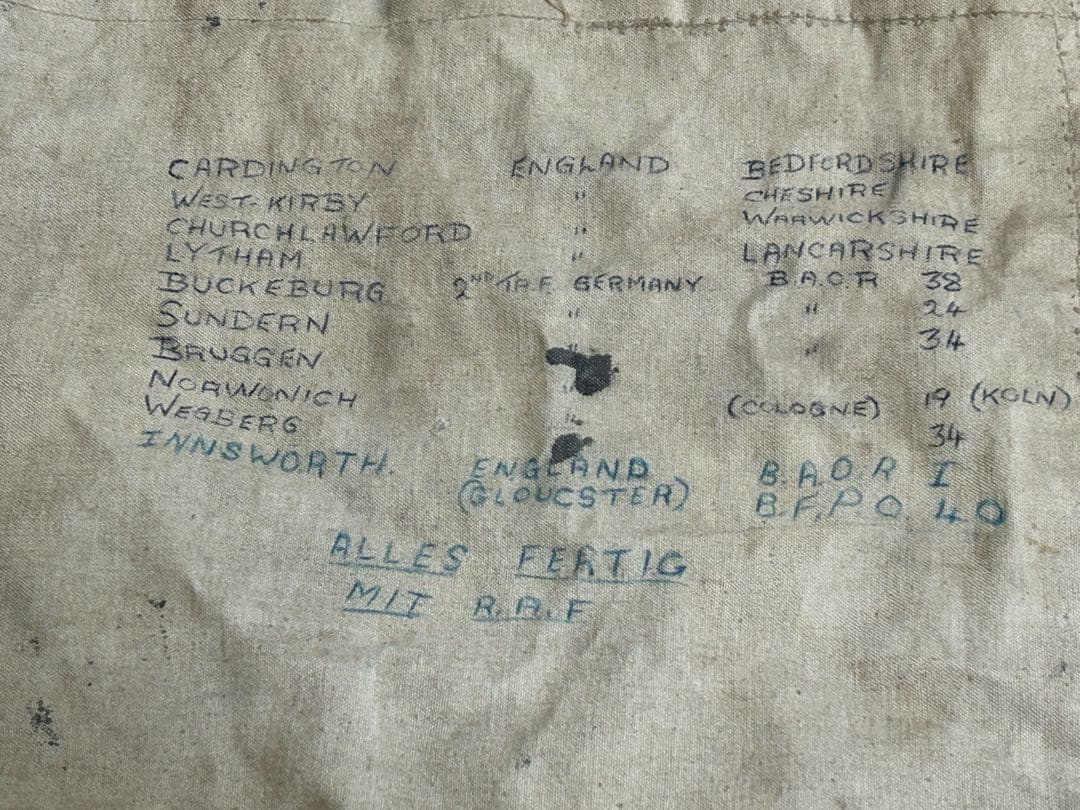 CARDINGTON ENGLAND BEDFORDSHIRE
WEST-KIRBY " CHESHIRE
CHURCHLAWFORD " WARWICKSHIRE
LYTHAM " LANCARSHIRE
BUCKEBURG 2ND T.A.F. GERMANY B.A.O.R 38
SUNDERN " " 24
BRUGGEN " 34
NORWONICH " (COLOGNE) 19 (KOLN)
WEGBERG " 34
INNSWORTH. ENGLAND B.A.O.R I
(GLOUCSTER) B.F.P.O. 40
ALLES FERTIG
MIT R.A.F